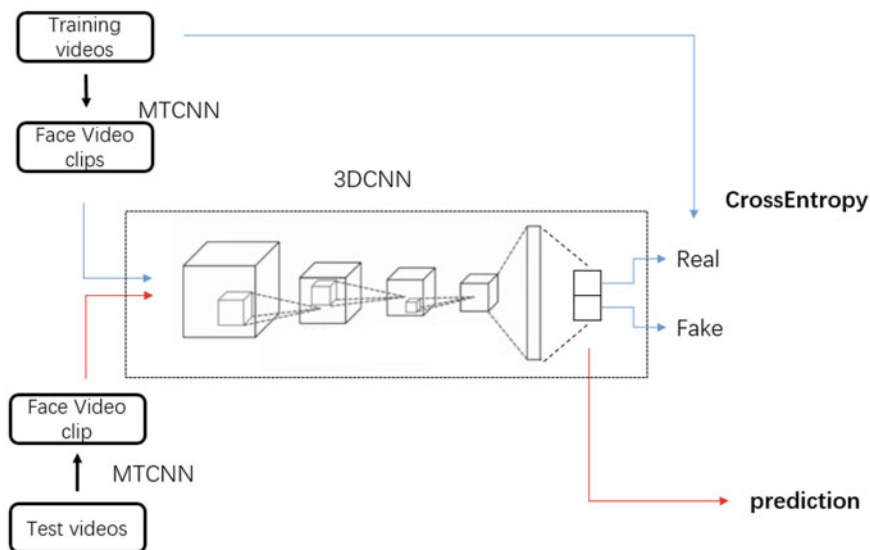 Training
videos
MTCNN
Face Video
clips
3DCNN
CrossEntropy
Real
Fake
Face Video
clip
MTCNN
prediction
Test videos